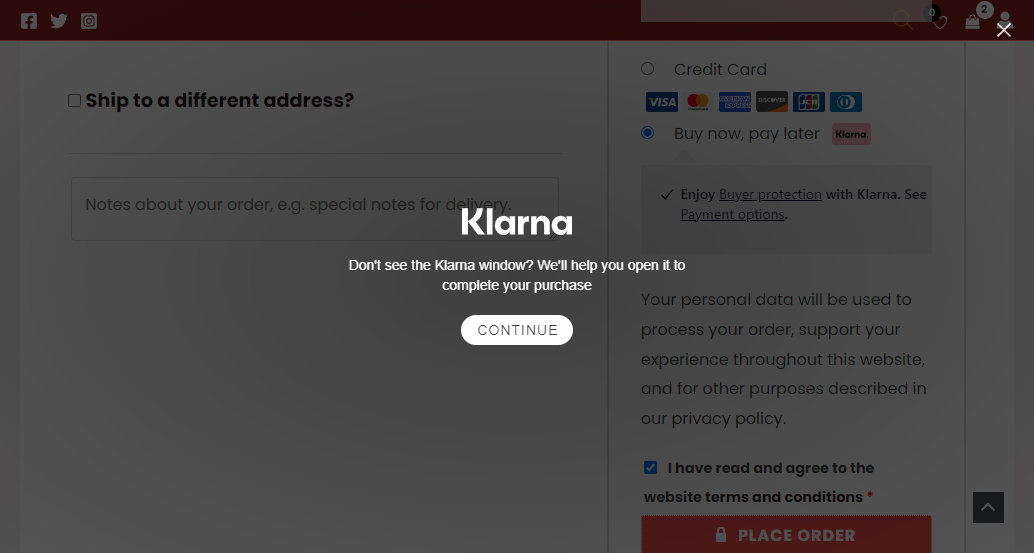 0
2
Credit Card
Ship to a different address?
VISA
AMERICAN EXPRESS
DISCOVER
JCB
Buy now, pay later
Klarna.
Notes about your order, e.g. special notes for delivery.
Enjoy Buyer protection with Klarna. See
Payment options.
Klarna
Don't see the Klarna window? We'll help you open it to
complete your purchase
CONTINUE
Your personal data will be used to
process your order, support your
experience throughout this website,
and for other purposes described in
our privacy policy.
I have read and agree to the
website terms and conditions *
PLACE ORDER